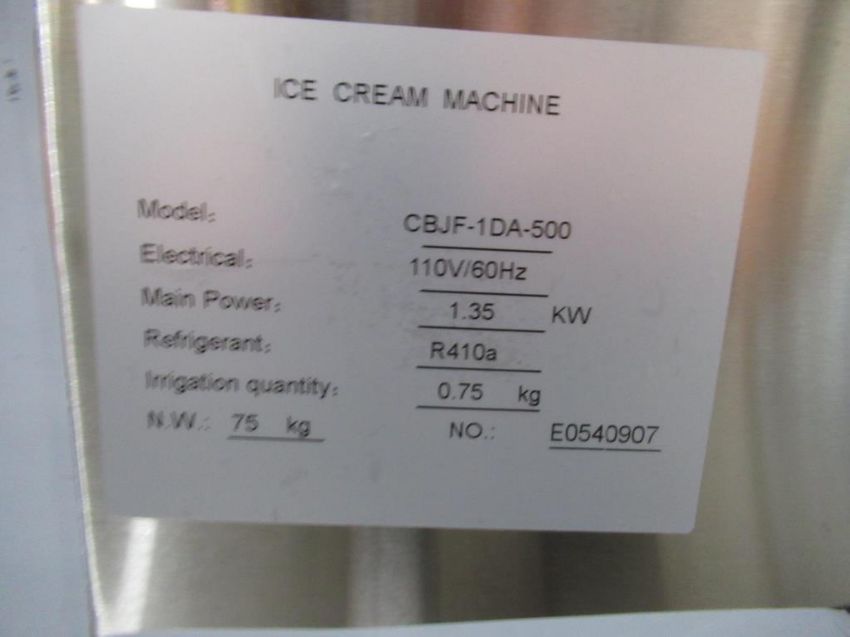 ICE CREAM MACHINE
Model: CBJF-1DA-500
Electrical: 110V/60Hz
Main Power: 1.35 KW
Refrigerant: R410a
Irrigation quantity: 0.75 kg
N.W.: 75 kg NO.: E0540907